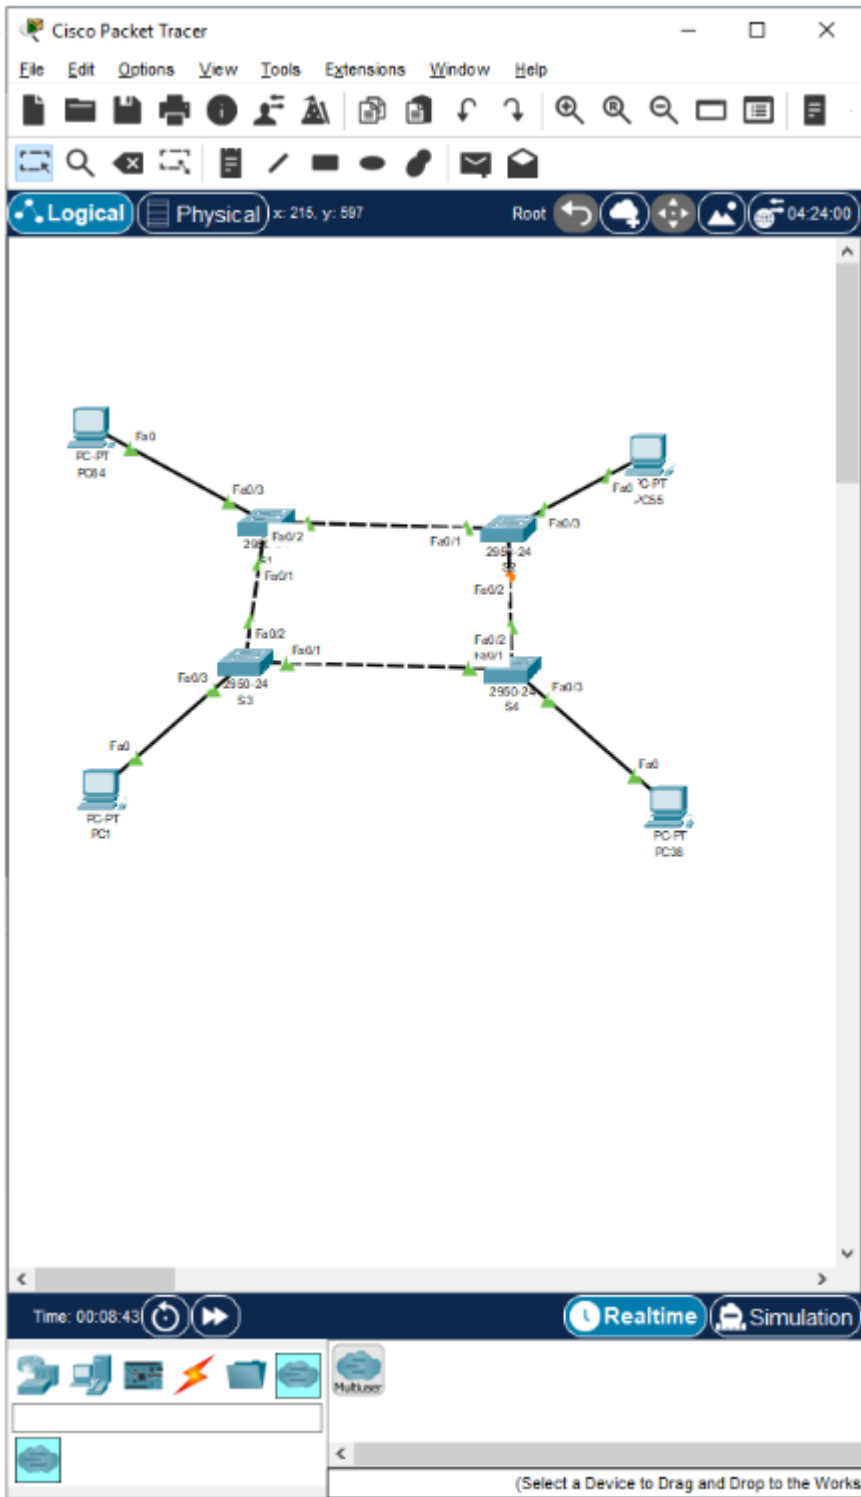 Cisco Packet Tracer
File Edit Options View Tools Extensions Window Help
Logical Physical x: 215, y: 597 Root 04:24:00
Fa0
PC-PT
PC64
Fa0/3
Fa0/2
Fa0/1
Fa0/1
2950-24
Fa0/3
Fa0
PC55
Fa0/2
Fa0/2
Fa0/1
Fa0/2
Fa0/1
Fa0/3
2950-24
S3
2950-24
S4
Fa0/3
Fa0
PC-PT
PC1
Fa0
PC-PT
PC36
Time: 00:08:43 Realtime Simulation
Multiuser
(Select a Device to Drag and Drop to the Works